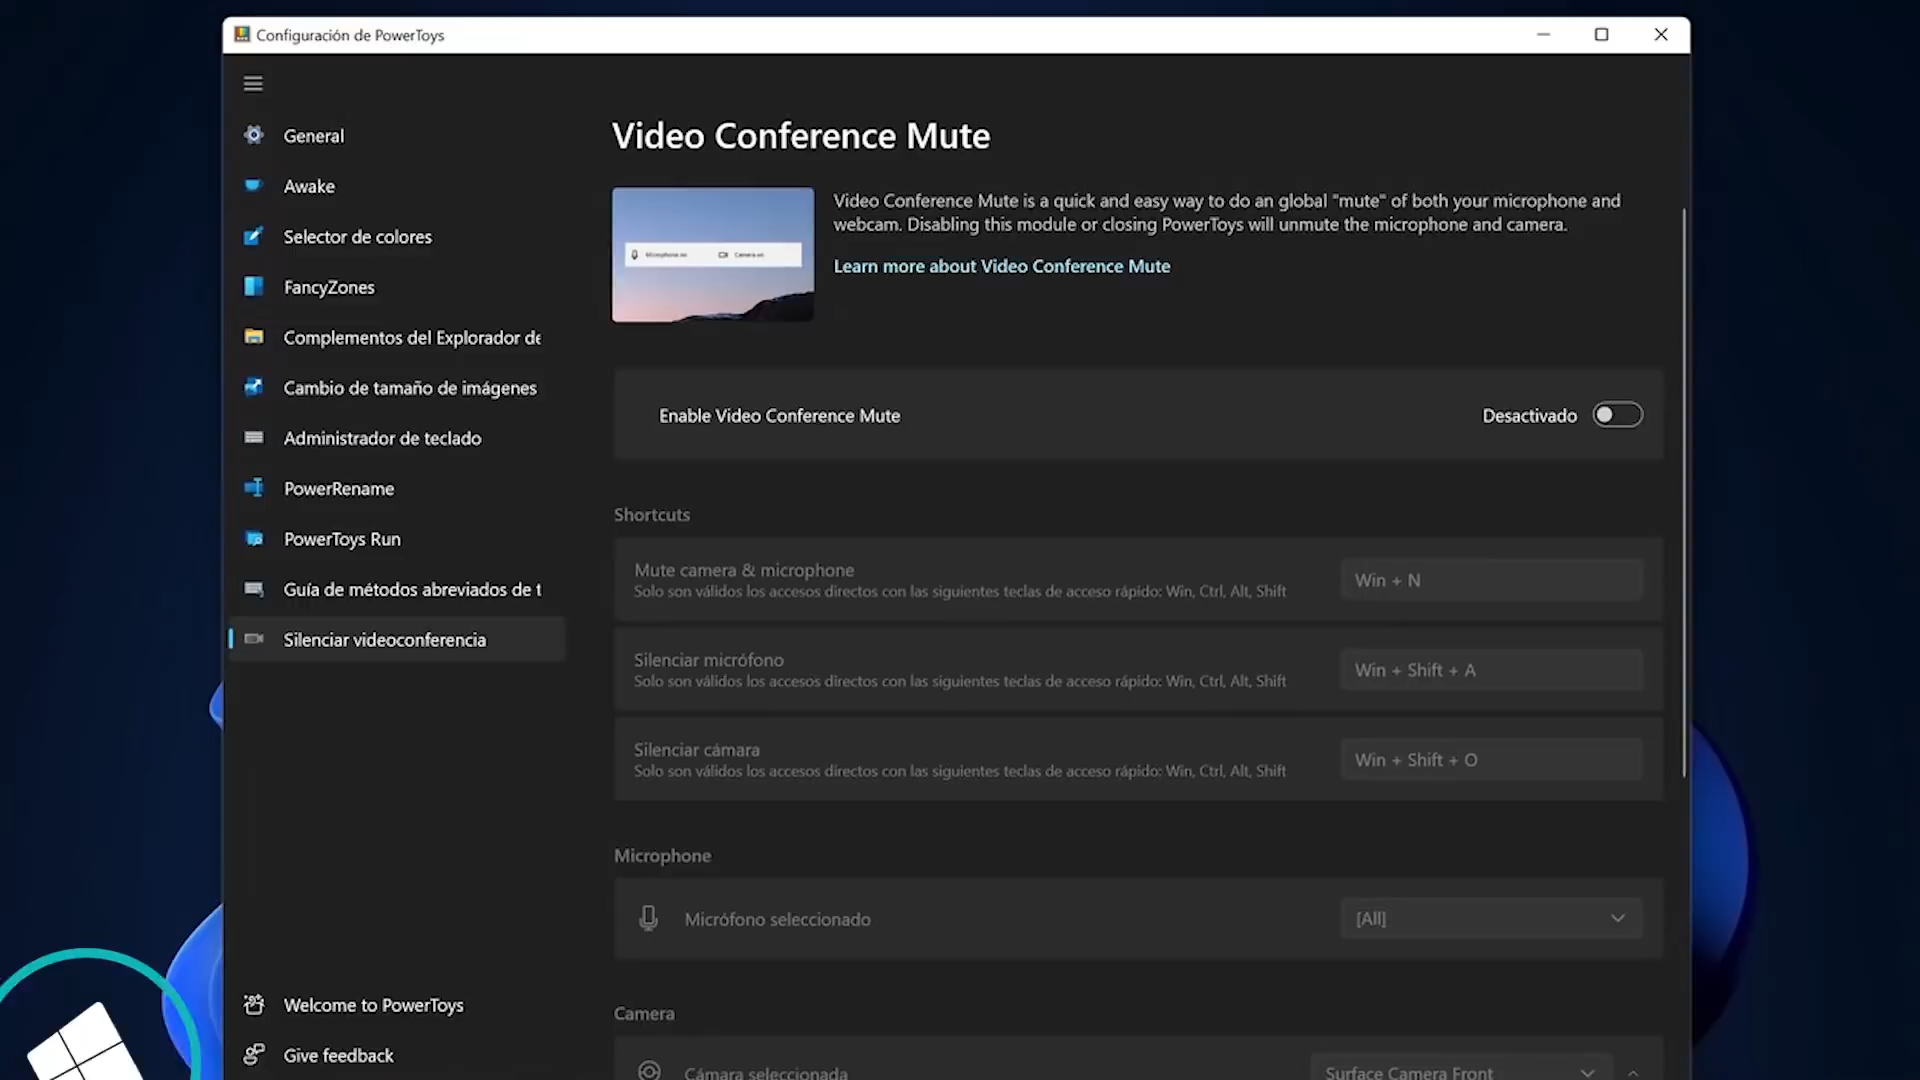 Configuración de PowerToys
General
Awake
Selector de colores
FancyZones
Complementos del Explorador de
Cambio de tamaño de imágenes
Administrador de teclado
PowerRename
PowerToys Run
Guía de métodos abreviados de t
Silenciar videoconferencia
Welcome to PowerToys
Give feedback
Video Conference Mute
Microphone on Camera on
Video Conference Mute is a quick and easy way to do an global "mute" of both your microphone and
webcam. Disabling this module or closing PowerToys will unmute the microphone and camera.
Learn more about Video Conference Mute
Enable Video Conference Mute Desactivado
Shortcuts
Mute camera & microphone
Solo son válidos los accesos directos con las siguientes teclas de acceso rápido: Win, Ctrl, Alt, Shift
Win + N
Silenciar micrófono
Solo son válidos los accesos directos con las siguientes teclas de acceso rápido: Win, Ctrl, Alt, Shift
Win + Shift + A
Silenciar cámara
Solo son válidos los accesos directos con las siguientes teclas de acceso rápido: Win, Ctrl, Alt, Shift
Win + Shift + O
Microphone
Micrófono seleccionado [All]
Camera
Cámara seleccionada Surface Camera Front